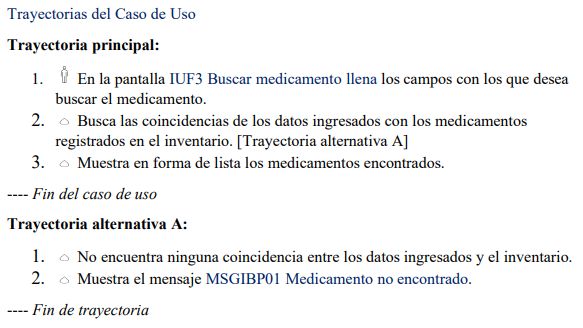 Trayectorias del Caso de Uso
Trayectoria principal:
1. En la pantalla IUF3 Buscar medicamento llena los campos con los que desea
buscar el medicamento.
2. Busca las coincidencias de los datos ingresados con los medicamentos
registrados en el inventario. [Trayectoria alternativa A]
3. Muestra en forma de lista los medicamentos encontrados.
---- Fin del caso de uso
Trayectoria alternativa A:
1. No encuentra ninguna coincidencia entre los datos ingresados y el inventario.
2. Muestra el mensaje MSGIBP01 Medicamento no encontrado.
---- Fin de trayectoria